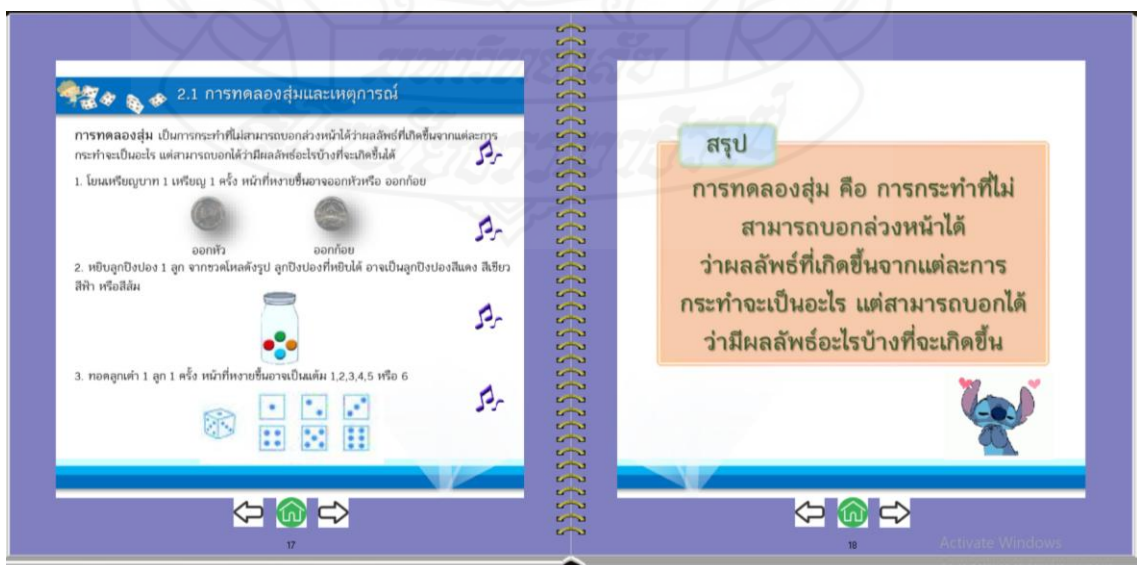 2.1 การทดลองสุ่มและเหตุการณ์
การทดลองสุ่ม เป็นการกระทำที่ไม่สามารถบอกล่วงหน้าได้ว่าผลลัพธ์ที่เกิดขึ้นจากแต่ละการ
กระทำจะเป็นอะไร แต่สามารถบอกได้ว่ามีผลลัพธ์อะไรบ้างที่จะเกิดขึ้นได้
1. โยนเหรียญบาท 1 เหรียญ 1 ครั้ง หน้าที่หงายขึ้นอาจออกหัวหรือ ออกก้อย
ออกหัว ออกก้อย
2. หยิบลูกปิงปอง 1 ลูก จากขวดโหลดังรูป ลูกปิงปองที่หยิบได้ อาจเป็นลูกปิงปองสีแดง สีเขียว
สีฟ้า หรือสีส้ม
3. ทอดลูกเต๋า 1 ลูก 1 ครั้ง หน้าที่หงายขึ้นอาจเป็นแต้ม 1,2,3,4,5 หรือ 6
17
สรุป
การทดลองสุ่ม คือ การกระทำที่ไม่
สามารถบอกล่วงหน้าได้
ว่าผลลัพธ์ที่เกิดขึ้นจากแต่ละการ
กระทำจะเป็นอะไร แต่สามารถบอกได้
ว่ามีผลลัพธ์อะไรบ้างที่จะเกิดขึ้น
18
Activate Windows